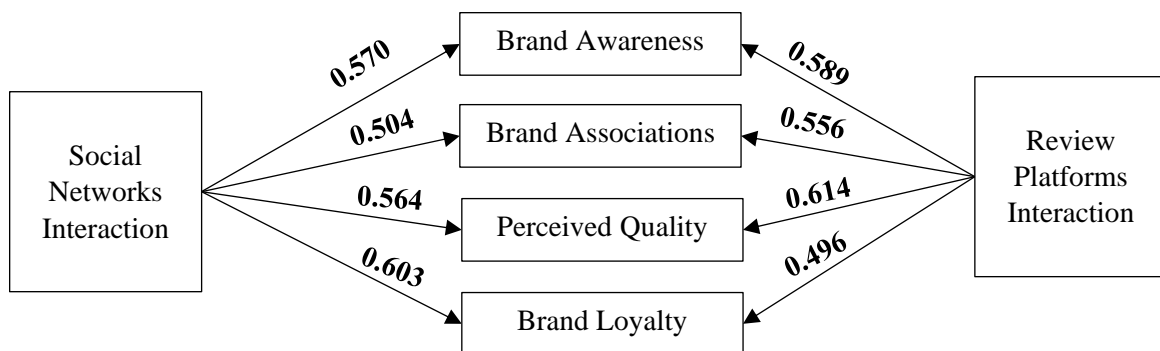 Social
Networks
Interaction
0.570
0.504
0.564
0.603
Brand Awareness
Brand Associations
Perceived Quality
Brand Loyalty
0.589
0.556
0.614
0.496
Review
Platforms
Interaction